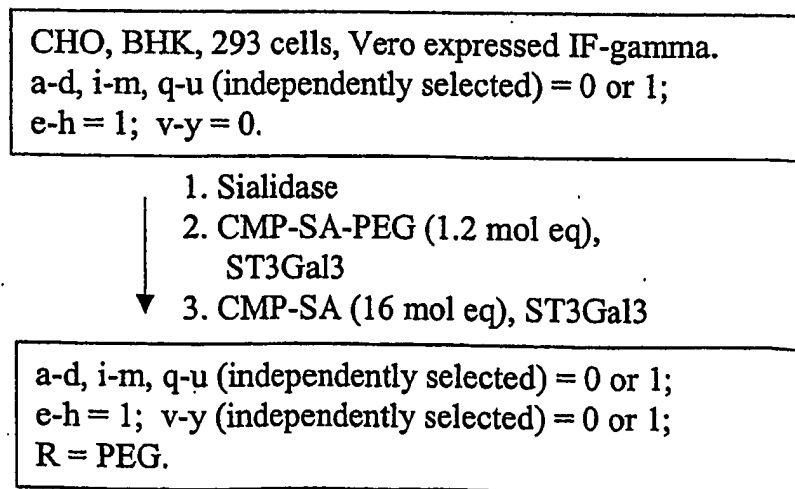 CHO, BHK, 293 cells, Vero expressed IF-gamma.
a-d, i-m, q-u (independently selected) = 0 or 1;
e-h = 1; v-y = 0.
1. Sialidase
2. CMP-SA-PEG (1.2 mol eq),
ST3Gal3
3. CMP-SA (16 mol eq), ST3Gal3
a-d, i-m, q-u (independently selected) = 0 or 1;
e-h = 1; v-y (independently selected) = 0 or 1;
R = PEG.